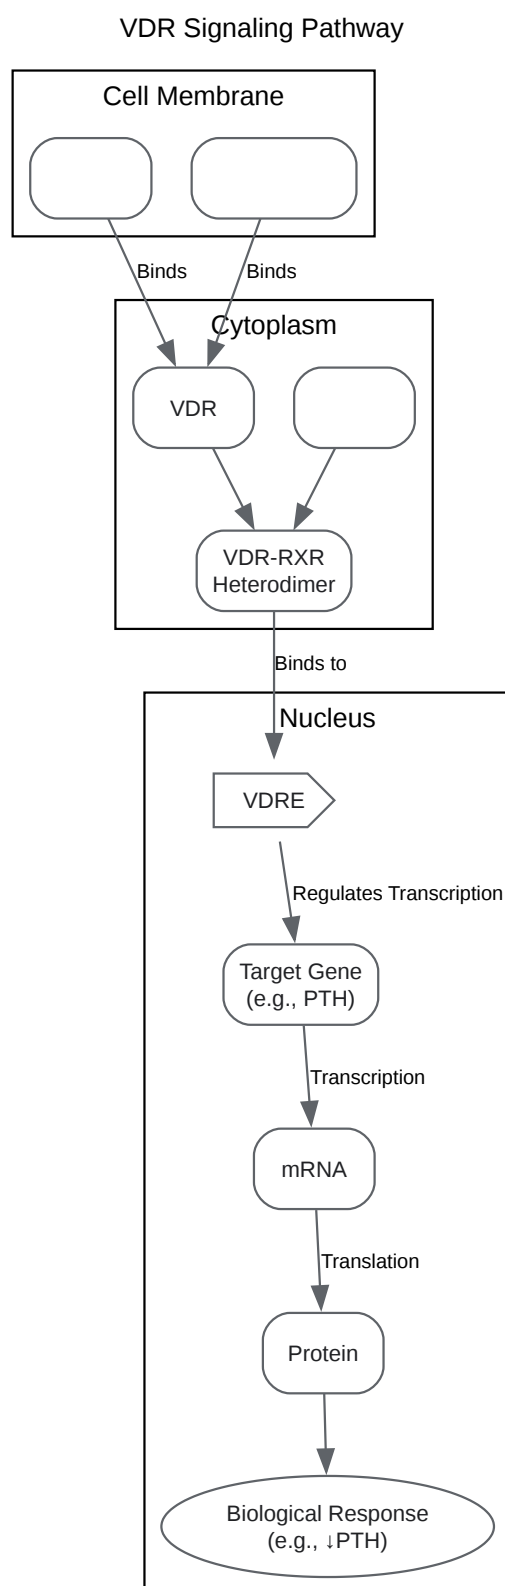 VDR Signaling Pathway
Cell Membrane
Binds
Binds
Cytoplasm
VDR
VDR-RXR
Heterodimer
Binds to
Nucleus
VDRE
Regulates Transcription
Target Gene
(e.g., PTH)
Transcription
mRNA
Translation
Protein
Biological Response
(e.g., ↓PTH)